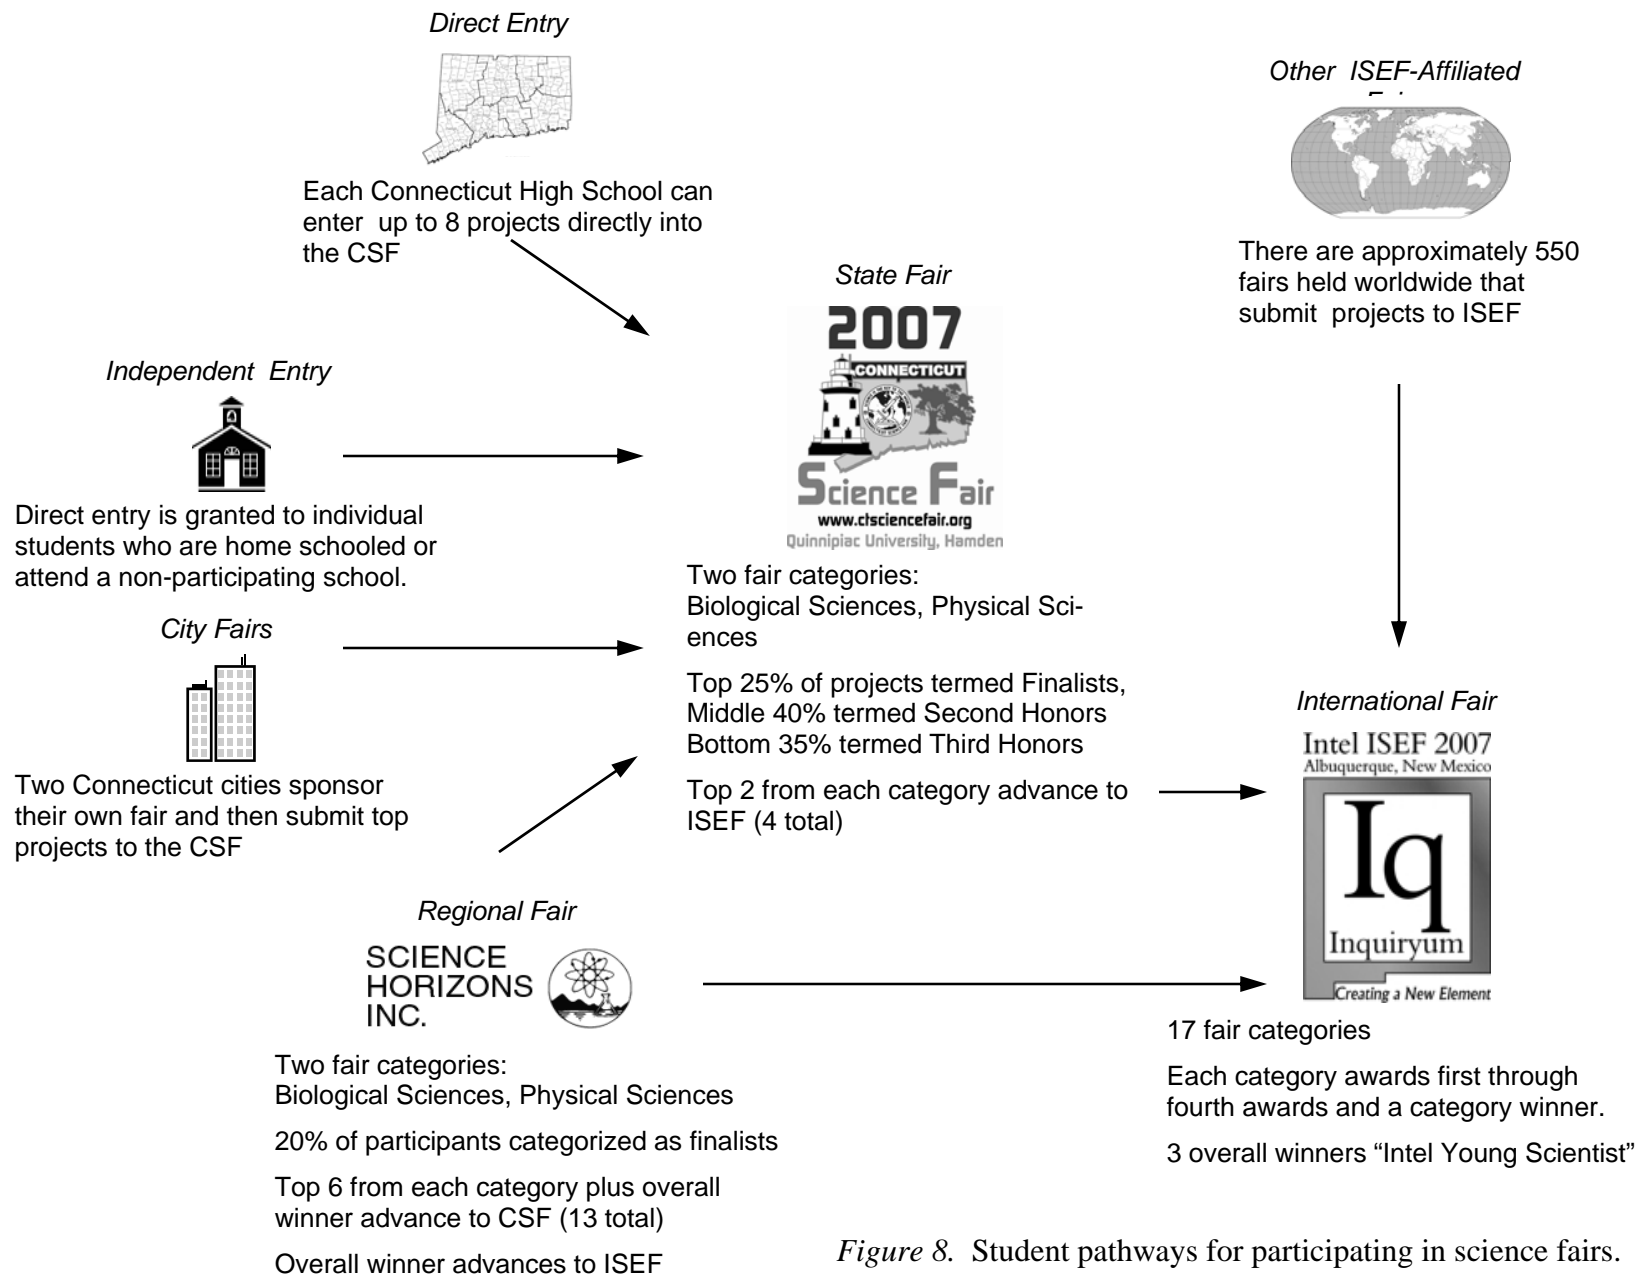 Direct Entry
Each Connecticut High School can
enter up to 8 projects directly into
the CSF
Other ISEF-Affiliated
There are approximately 550
fairs held worldwide that
submit projects to ISEF
Independent Entry
Direct entry is granted to individual
students who are home schooled or
attend a non-participating school.
City Fairs
Two Connecticut cities sponsor
their own fair and then submit top
projects to the CSF
State Fair
2007
CONNECTICUT
Science Fair
www.ctsciencefair.org
Quinnipiac University, Hamden
Two fair categories:
Biological Sciences, Physical Sci-
ences
Top 25% of projects termed Finalists,
Middle 40% termed Second Honors
Bottom 35% termed Third Honors
Top 2 from each category advance to
ISEF (4 total)
Regional Fair
SCIENCE
HORIZONS
INC.
Two fair categories:
Biological Sciences, Physical Sciences
20% of participants categorized as finalists
Top 6 from each category plus overall
winner advance to CSF (13 total)
Overall winner advances to ISEF
International Fair
Intel ISEF 2007
Albuquerque, New Mexico
Iq
Inquiryum
Creating a New Element
17 fair categories
Each category awards first through
fourth awards and a category winner.
3 overall winners “Intel Young Scientist”
Figure 8. Student pathways for participating in science fairs.